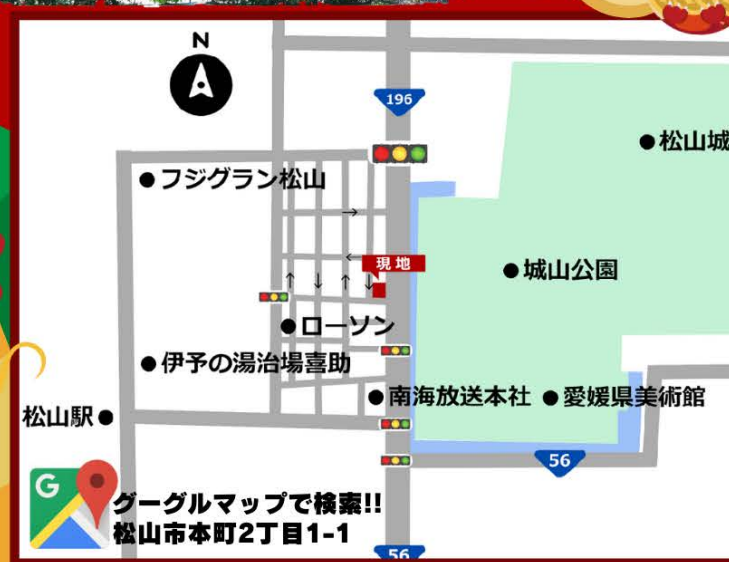 N
196
松山城
フジグラン松山
現地
城山公園
ローソン
伊予の湯治場喜助
南海放送本社
愛媛県美術館
松山駅
56
G
グーグルマップで検索!!
松山市本町2丁目1-1
56